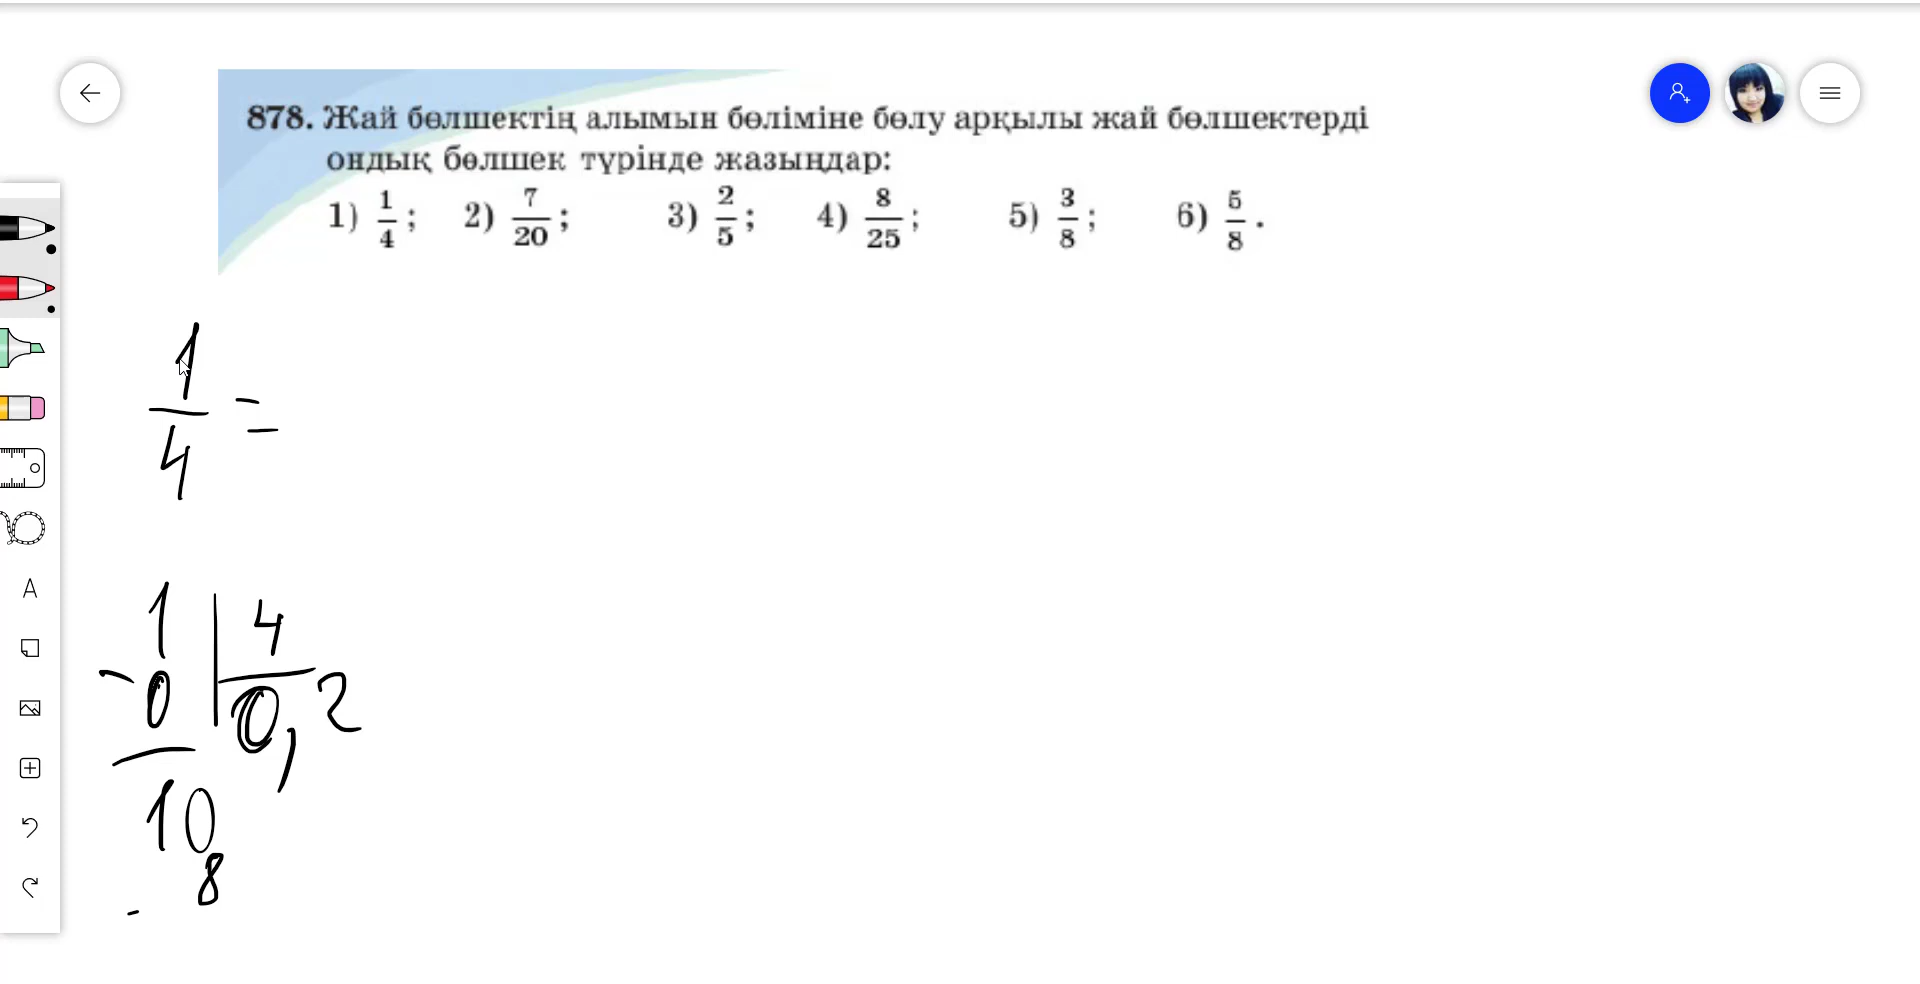 878. Жай бөлшектің алымын бөліміне бөлу арқылы жай бөлшектерді
ондық бөлшек түрінде жазыңдар:
1) 1/4; 2) 7/20; 3) 2/5; 4) 8/25; 5) 3/8; 6) 5/8.
1/4 =
1 | 4
- 0 | 0,2
10
- 8
A